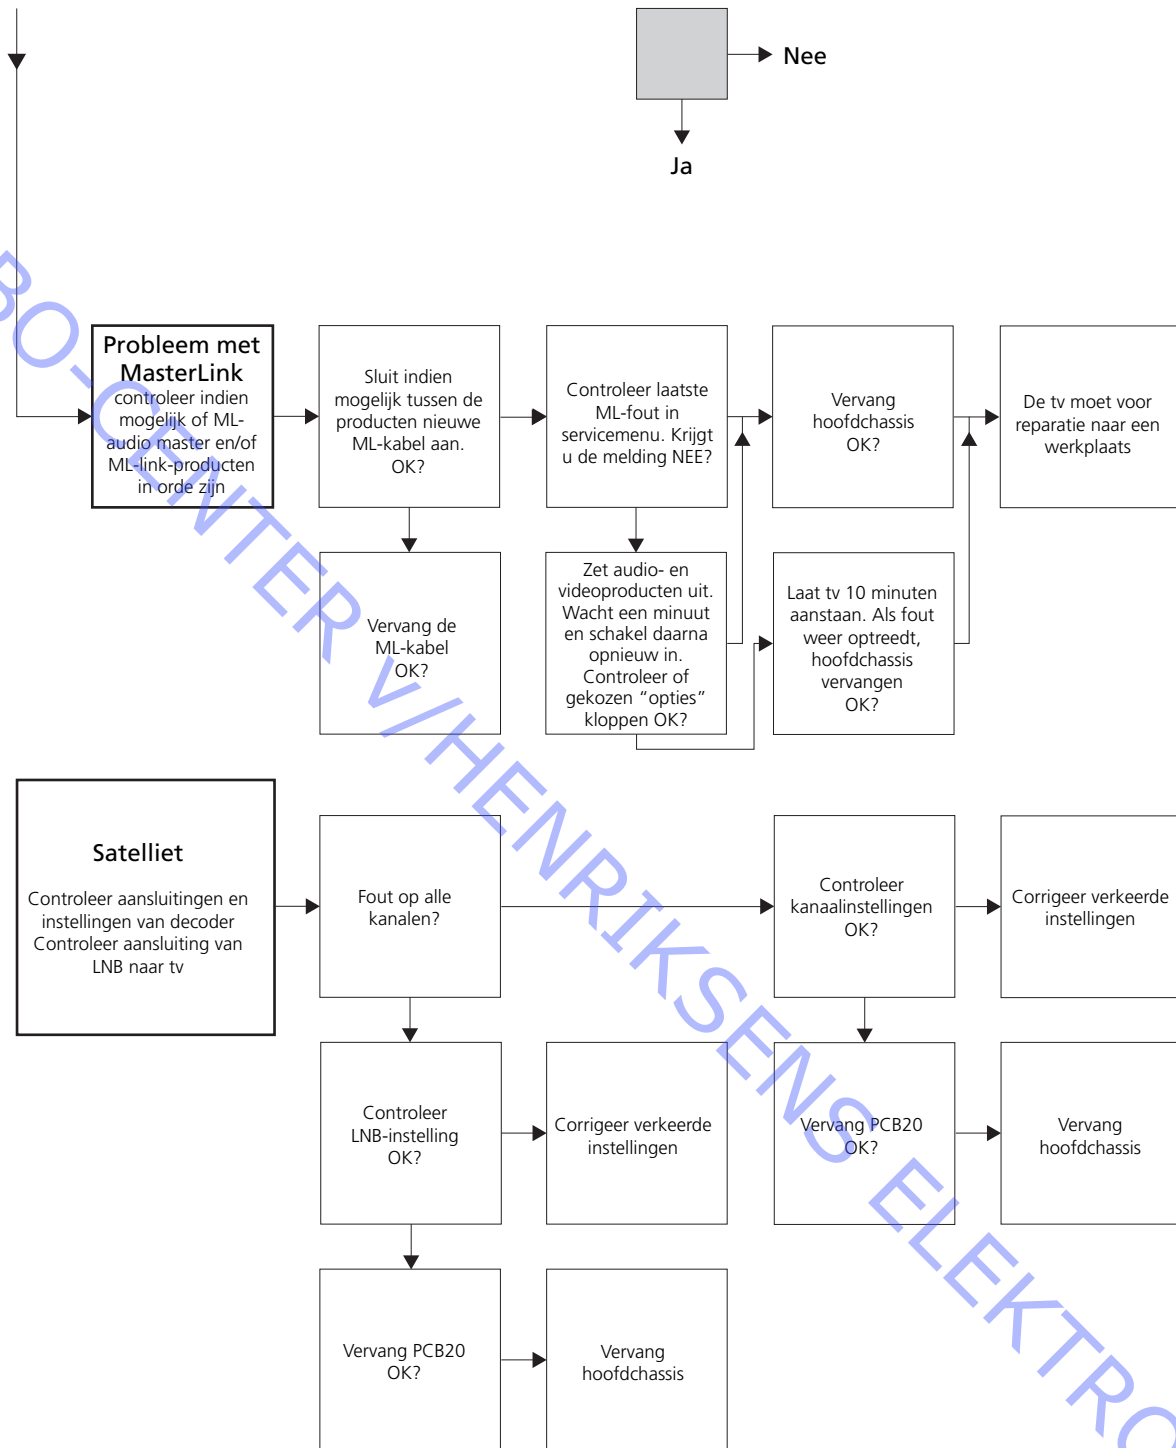 Nee
Ja
Probleem met
MasterLink
controleer indien
mogelijk of ML-
audio master en/of
ML-link-producten
in orde zijn
Sluit indien
mogelijk tussen de
producten nieuwe
ML-kabel aan.
OK?
Controleer laatste
ML-fout in
servicemenu. Krijgt
u de melding NEE?
Vervang
hoofdchassis
OK?
De tv moet voor
reparatie naar een
werkplaats
Vervang de
ML-kabel
OK?
Zet audio- en
videoproducten uit.
Wacht een minuut
en schakel daarna
opnieuw in.
Controleer of
gekozen “opties”
kloppen OK?
Laat tv 10 minuten
aanstaan. Als fout
weer optreedt,
hoofdchassis
vervangen
OK?
Satelliet
Controleer aansluitingen en
instellingen van decoder
Controleer aansluiting van
LNB naar tv
Fout op alle
kanalen?
Controleer
kanaalinstellingen
OK?
Corrigeer verkeerde
instellingen
Controleer
LNB-instelling
OK?
Corrigeer verkeerde
instellingen
Vervang PCB20
OK?
Vervang
hoofdchassis
Vervang PCB20
OK?
Vervang
hoofdchassis
BO-CENTER v/HENRIKSENS ELEKTRO